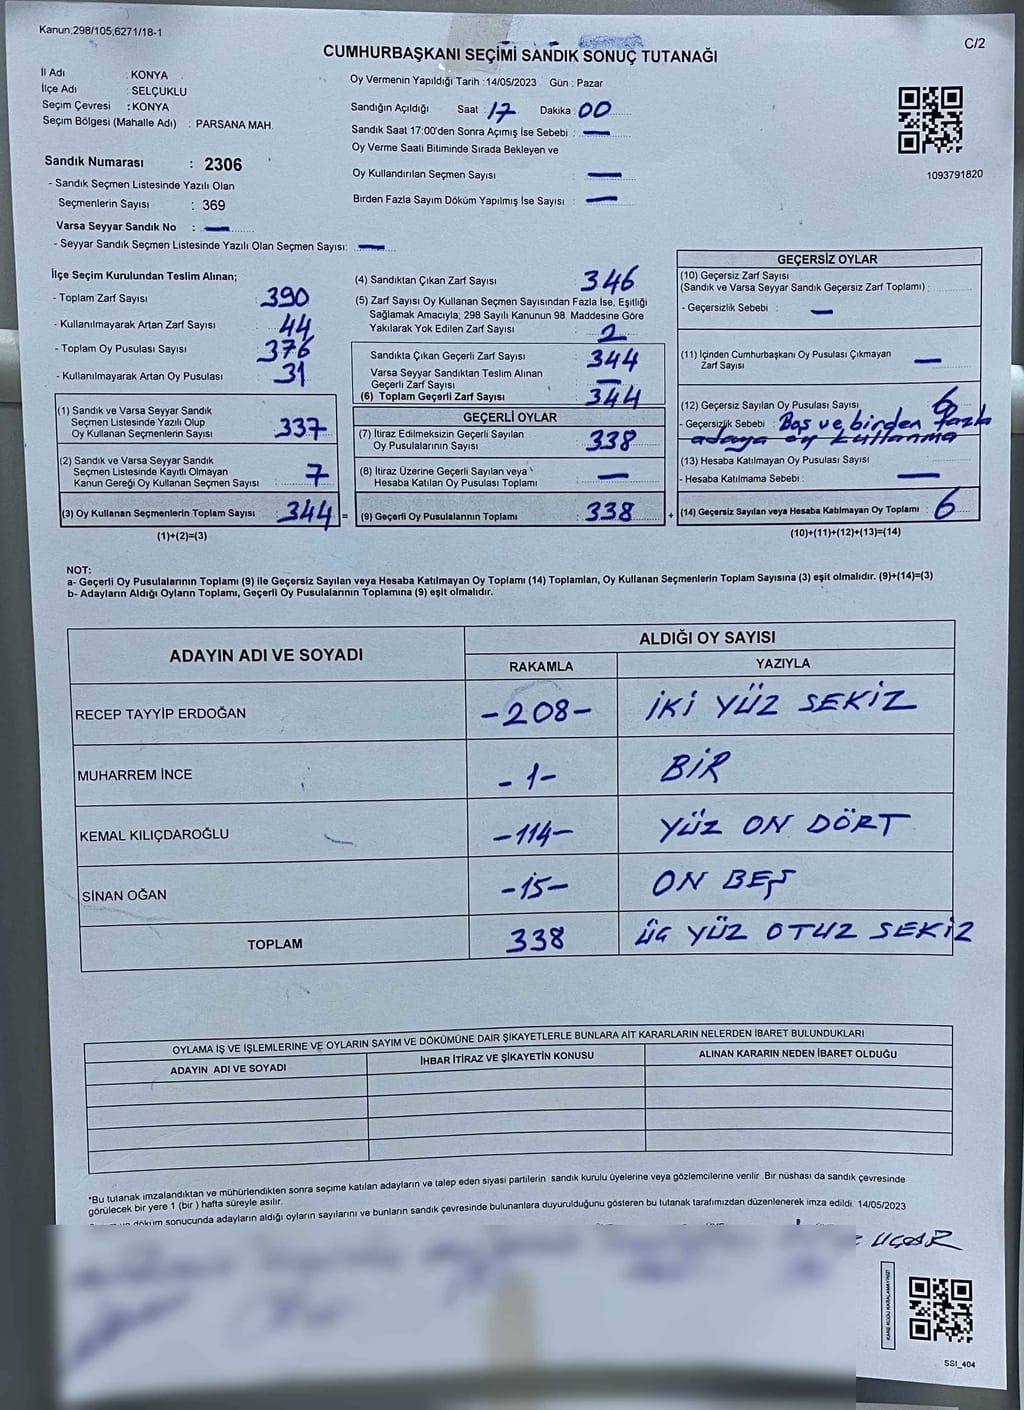 Kanun;298/105;6271/18-1
C/2
CUMHURBAŞKANI SEÇİMİ SANDIK SONUÇ TUTANAĞI
İl Adı : KONYA
İlçe Adı : SELÇUKLU
Seçim Çevresi : KONYA
Seçim Bölgesi (Mahalle Adı) : PARSANA MAH.
Oy Vermenin Yapıldığı Tarih : 14/05/2023 Gün : Pazar
Sandığın Açıldığı Saat : 17 Dakika : 00
Sandık Saat 17:00'den Sonra Açımış İse Sebebi : —
Oy Verme Saati Bitiminde Sırada Bekleyen ve
Oy Kullandırılan Seçmen Sayısı : —
Birden Fazla Sayım Döküm Yapılmış İse Sayısı : —
1093791820
Sandık Numarası : 2306
- Sandık Seçmen Listesinde Yazılı Olan
Seçmenlerin Sayısı : 369
Varsa Seyyar Sandık No : —
- Seyyar Sandık Seçmen Listesinde Yazılı Olan Seçmen Sayısı: —
İlçe Seçim Kurulundan Teslim Alınan;
- Toplam Zarf Sayısı : 390
- Kullanılmayarak Artan Zarf Sayısı : 44
- Toplam Oy Pusulası Sayısı : 376
- Kullanılmayarak Artan Oy Pusulası : 31
(1) Sandık ve Varsa Seyyar Sandık
Seçmen Listesinde Yazılı Olup
Oy Kullanan Seçmenlerin Sayısı : 337
(2) Sandık ve Varsa Seyyar Sandık
Seçmen Listesinde Kayıtlı Olmayan
Kanun Gereği Oy Kullanan Seçmen Sayısı : 7
(3) Oy Kullanan Seçmenlerin Toplam Sayısı : 344 =
(1)+(2)=(3)
(4) Sandıktan Çıkan Zarf Sayısı 346
(5) Zarf Sayısı Oy Kullanan Seçmen Sayısından Fazla İse, Eşitliği
Sağlamak Amacıyla; 298 Sayılı Kanunun 98. Maddesine Göre
Yakılarak Yok Edilen Zarf Sayısı : 2
Sandıkta Çıkan Geçerli Zarf Sayısı : 344
Varsa Seyyar Sandıktan Teslim Alınan
Geçerli Zarf Sayısı : —
(6) Toplam Geçerli Zarf Sayısı : 344
GEÇERLİ OYLAR
(7) İtiraz Edilmeksizin Geçerli Sayılan
Oy Pusulalarının Sayısı : 338
(8) İtiraz Üzerine Geçerli Sayılan veya
Hesaba Katılan Oy Pusulası Toplamı : —
(9) Geçerli Oy Pusulalarının Toplamı : 338 +
GEÇERSİZ OYLAR
(10) Geçersiz Zarf Sayısı
(Sandık ve Varsa Seyyar Sandık Geçersiz Zarf Toplamı) :
- Geçersizlik Sebebi : —
(11) İçinden Cumhurbaşkanı Oy Pusulası Çıkmayan
Zarf Sayısı : —
(12) Geçersiz Sayılan Oy Pusulası Sayısı : 6
- Geçersizlik Sebebi : Boş ve birden fazla
adaya oy kullanma
(13) Hesaba Katılmayan Oy Pusulası Sayısı :
- Hesaba Katılmama Sebebi : —
(14) Geçersiz Sayılan veya Hesaba Katılmayan Oy Toplamı : 6
(10)+(11)+(12)+(13)=(14)
NOT:
a- Geçerli Oy Pusulalarının Toplamı (9) ile Geçersiz Sayılan veya Hesaba Katılmayan Oy Toplamı (14) Toplamları, Oy Kullanan Seçmenlerin Toplam Sayısına (3) eşit olmalıdır. (9)+(14)=(3)
b- Adayların Aldığı Oyların Toplamı, Geçerli Oy Pusulalarının Toplamına (9) eşit olmalıdır.
ADAYIN ADI VE SOYADI ALDIĞI OY SAYISI
RAKAMLA YAZIYLA
RECEP TAYYİP ERDOĞAN -208- İKİ YÜZ SEKİZ
MUHARREM İNCE -1- BİR
KEMAL KILIÇDAROĞLU -114- YÜZ ON DÖRT
SİNAN OĞAN -15- ON BEŞ
TOPLAM 338 ÜÇ YÜZ OTUZ SEKİZ
OYLAMA İŞ VE İŞLEMLERİNE VE OYLARIN SAYIM VE DÖKÜMÜNE DAİR ŞİKAYETLERLE BUNLARA AİT KARARLARIN NELERDEN İBARET BULUNDUKLARI
ADAYIN ADI VE SOYADI İHBAR İTİRAZ VE ŞİKAYETİN KONUSU ALINAN KARARIN NEDEN İBARET OLDUĞU
*Bu tutanak imzalandıktan ve mühürlendikten sonra seçime katılan adayların ve talep eden siyasi partilerin sandık kurulu üyelerine veya gözlemcilerine verilir. Bir nüshası da sandık çevresinde
görülecek bir yere 1 (bir) hafta süreyle asılır.
döküm sonucunda adayların aldığı oyların sayılarını ve bunların sandık çevresinde bulunanlara duyurulduğunu gösteren bu tutanak tarafımızdan düzenlenerek imza edildi. 14/05/2023
UÇAR
SSI_404